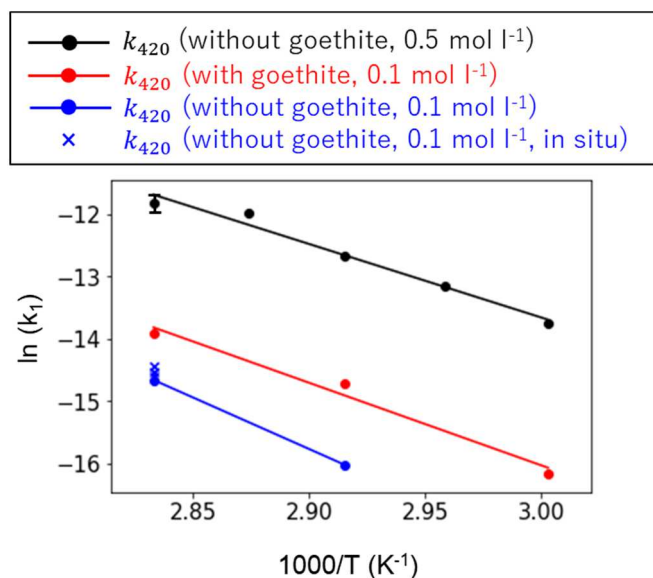 k₄₂₀ (without goethite, 0.5 mol l⁻¹)
k₄₂₀ (with goethite, 0.1 mol l⁻¹)
k₄₂₀ (without goethite, 0.1 mol l⁻¹)
k₄₂₀ (without goethite, 0.1 mol l⁻¹, in situ)
−12
−13
−14
−15
−16
ln (k₁)
2.85 2.90 2.95 3.00
1000/T (K⁻¹)